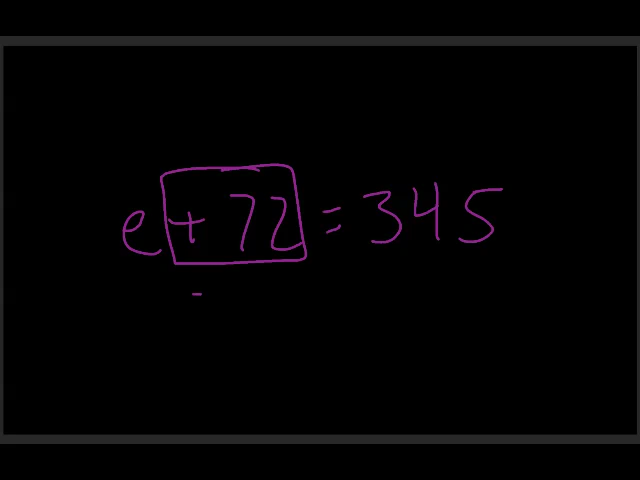 e + 72 = 345
-